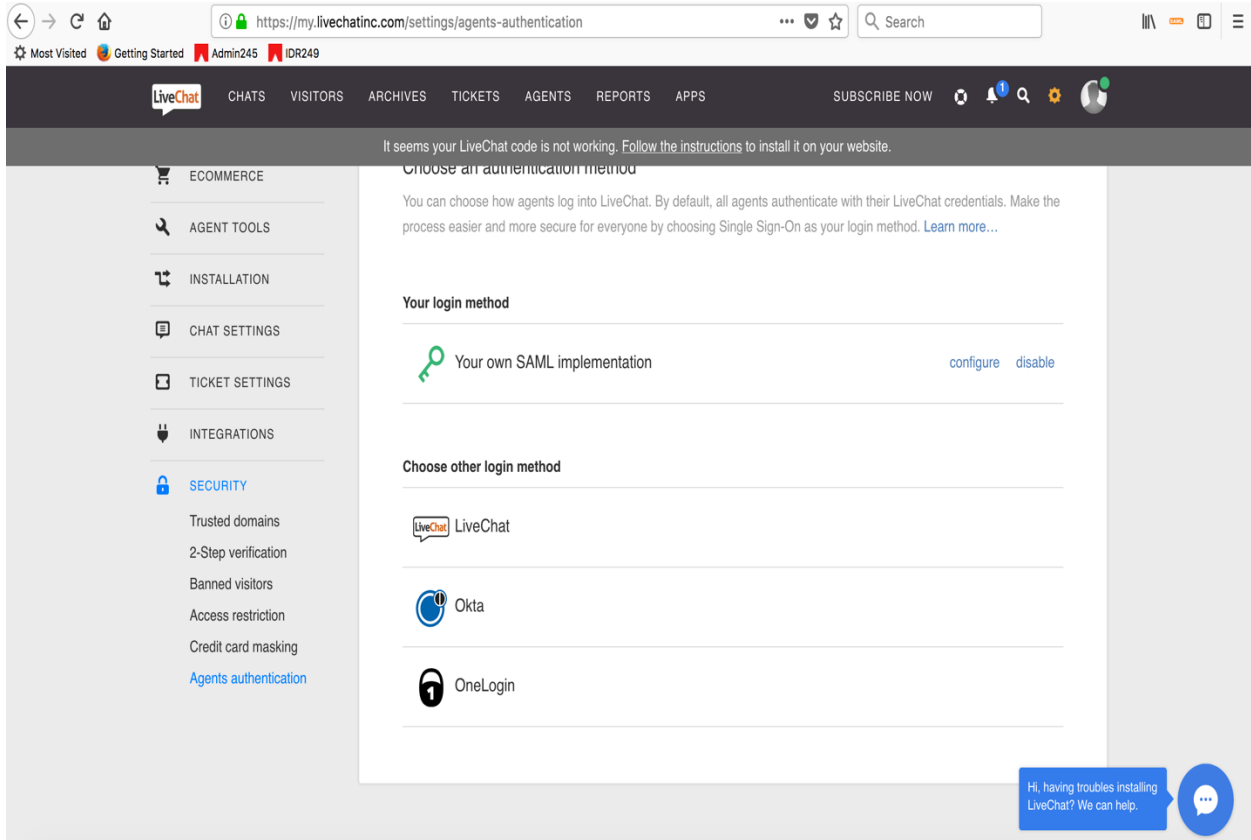 https://my.livechatinc.com/settings/agents-authentication
Search
Most Visited Getting Started Admin245 IDR249
LiveChat CHATS VISITORS ARCHIVES TICKETS AGENTS REPORTS APPS SUBSCRIBE NOW 1
It seems your LiveChat code is not working. Follow the instructions to install it on your website.
ECOMMERCE
AGENT TOOLS
INSTALLATION
CHAT SETTINGS
TICKET SETTINGS
INTEGRATIONS
SECURITY
Trusted domains
2-Step verification
Banned visitors
Access restriction
Credit card masking
Agents authentication
Choose an authentication method
You can choose how agents log into LiveChat. By default, all agents authenticate with their LiveChat credentials. Make the
process easier and more secure for everyone by choosing Single Sign-On as your login method. Learn more…
Your login method
Your own SAML implementation configure disable
Choose other login method
LiveChat LiveChat
Okta
1 OneLogin
Hi, having troubles installing
LiveChat? We can help.